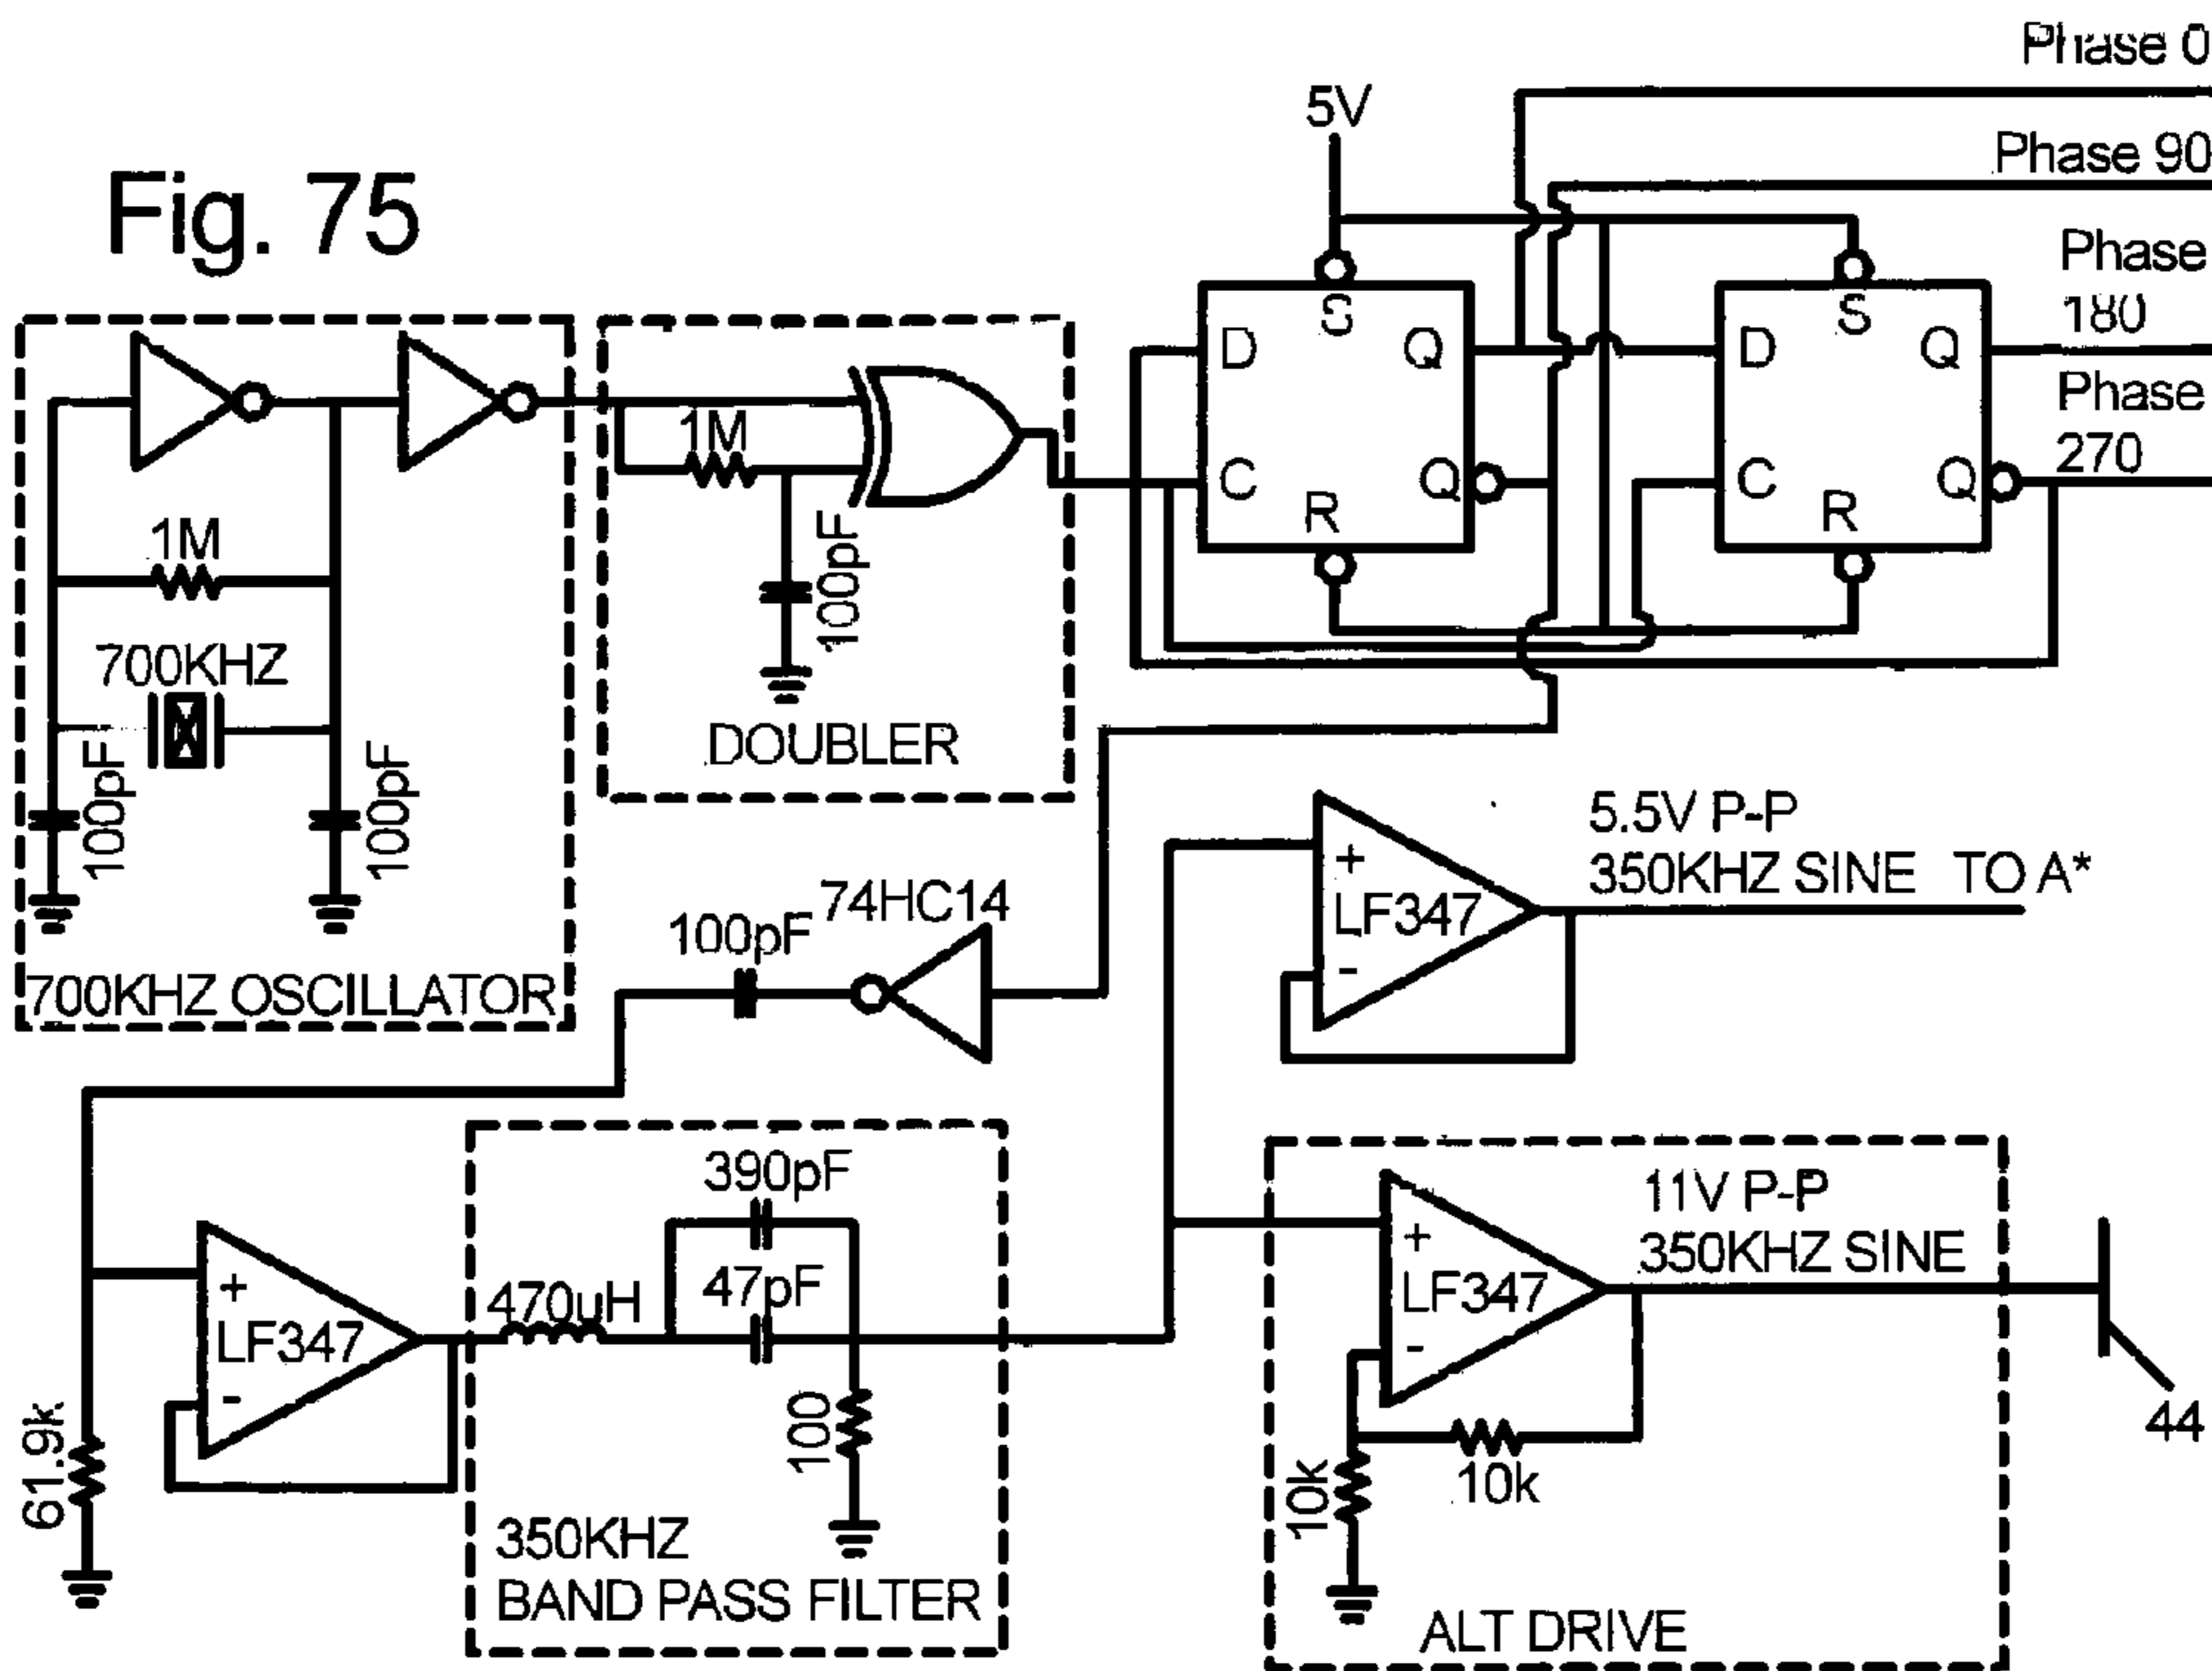 Fig. 75
Phase 0
Phase 90
Phase
180
Phase
270
5V
S
D
Q
C
Q
R
S
D
Q
C
Q
R
1M
700KHZ
100pF
100pF
700KHZ OSCILLATOR
1M
100pF
DOUBLER
74HC14
100pF
+
LF347
-
5.5V P-P
350KHZ SINE TO A*
61.9k
+
LF347
-
470uH
390pF
47pF
100
350KHZ
BAND PASS FILTER
+
LF347
-
11V P-P
350KHZ SINE
10k
10k
ALT DRIVE
44